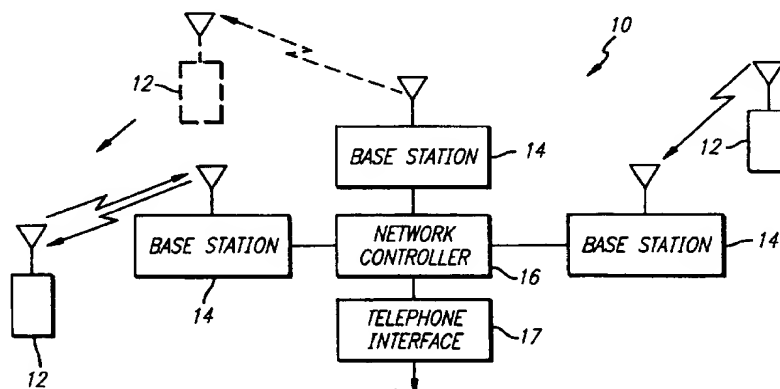 10
12
12
BASE STATION
14
BASE STATION
14
NETWORK
CONTROLLER
16
BASE STATION
14
TELEPHONE
INTERFACE
17
12